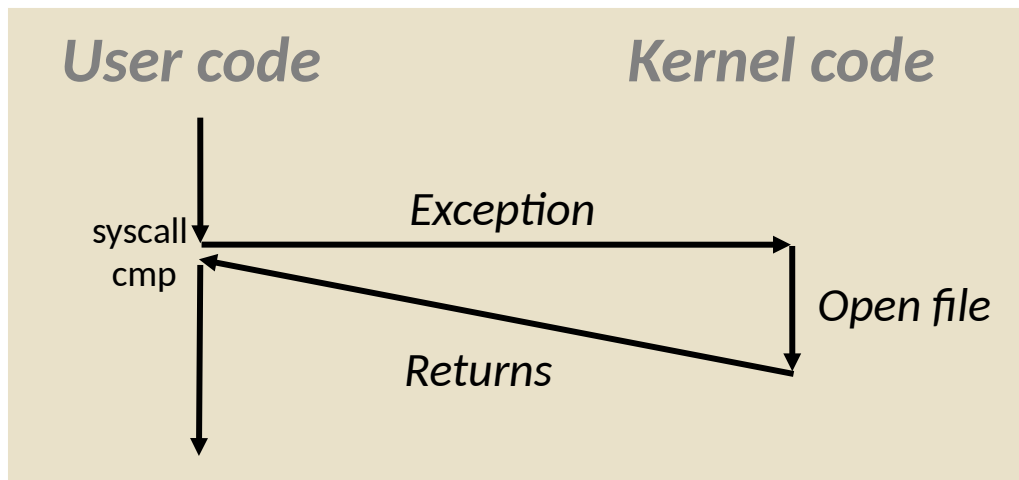 User code
Kernel code
Exception
syscall
cmp
Open file
Returns